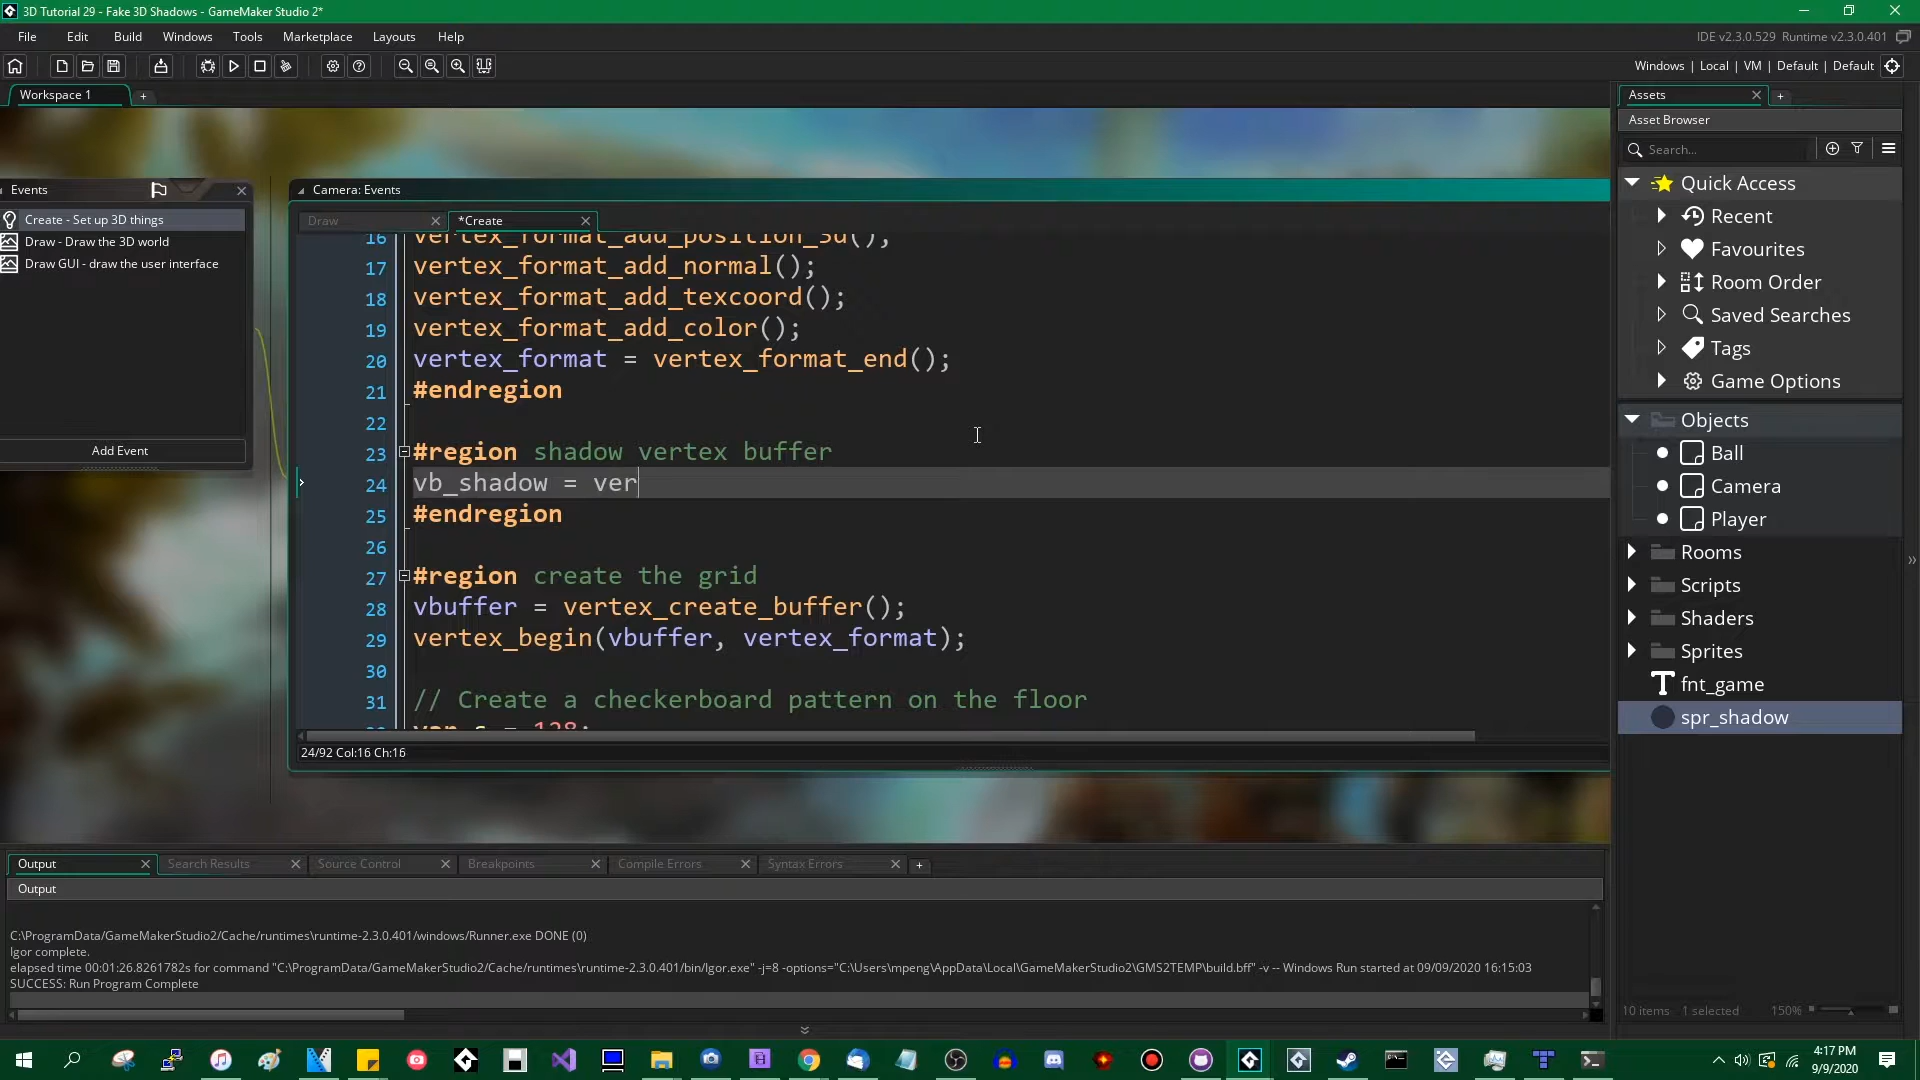 3D Tutorial 29 - Fake 3D Shadows - GameMaker Studio 2*
File Edit Build Windows Tools Marketplace Layouts Help
IDE v2.3.0.529 Runtime v2.3.0.401
Windows | Local | VM | Default | Default
Workspace 1
Assets
Asset Browser
Search...
Quick Access
Recent
Favourites
Room Order
Saved Searches
Tags
Game Options
Objects
Ball
Camera
Player
Rooms
Scripts
Shaders
Sprites
fnt_game
spr_shadow
10 items 1 selected 150%
Events
Create - Set up 3D things
Draw - Draw the 3D world
Draw GUI - draw the user interface
Add Event
Camera: Events
Draw
*Create
16 vertex_format_add_position_3d();
17 vertex_format_add_normal();
18 vertex_format_add_texcoord();
19 vertex_format_add_color();
20 vertex_format = vertex_format_end();
21 #endregion
22
23 #region shadow vertex buffer
24 vb_shadow = ver
25 #endregion
26
27 #region create the grid
28 vbuffer = vertex_create_buffer();
29 vertex_begin(vbuffer, vertex_format);
30
31 // Create a checkerboard pattern on the floor
var s = 128;
24/92 Col:16 Ch:16
Output Search Results Source Control Breakpoints Compile Errors Syntax Errors
Output
C:\ProgramData/GameMakerStudio2/Cache/runtimes\runtime-2.3.0.401/windows/Runner.exe DONE (0)
Igor complete.
elapsed time 00:01:26.8261782s for command "C:\ProgramData/GameMakerStudio2/Cache/runtimes\runtime-2.3.0.401/bin/Igor.exe" -j=8 -options="C:\Users\mpeng\AppData\Local\GameMakerStudio2\GMS2TEMP\build.bff" -v -- Windows Run started at 09/09/2020 16:15:03
SUCCESS: Run Program Complete
4:17 PM
9/9/2020